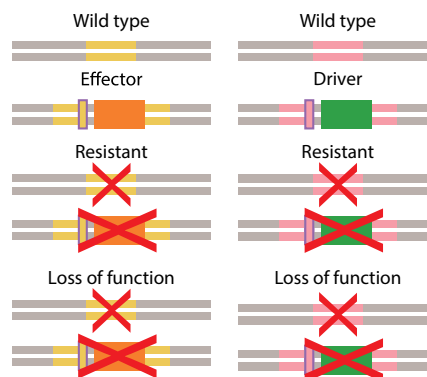 Wild type
Wild type
Effector
Driver
Resistant
Resistant
Loss of function
Loss of function